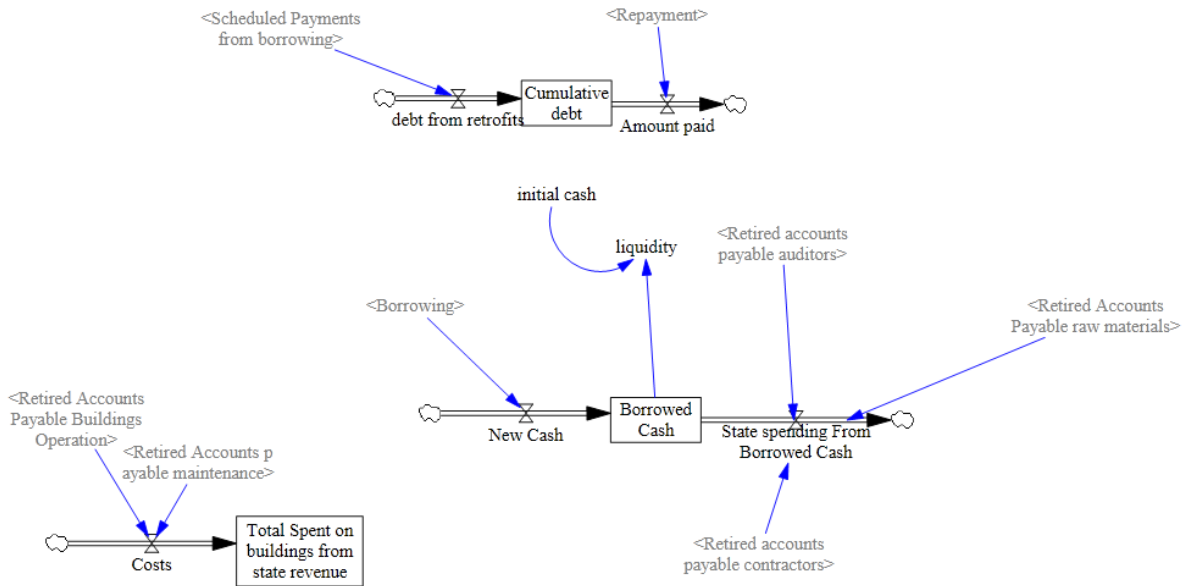 <Scheduled Payments
from borrowing>
<Repayment>
Cumulative
debt
debt from retrofits
Amount paid
initial cash
liquidity
<Retired accounts
payable auditors>
<Borrowing>
<Retired Accounts
Payable raw materials>
<Retired Accounts
Payable Buildings
Operation>
<Retired Accounts p
ayable maintenance>
New Cash
Borrowed
Cash
State spending From
Borrowed Cash
<Retired accounts
payable contractors>
Costs
Total Spent on
buildings from
state revenue